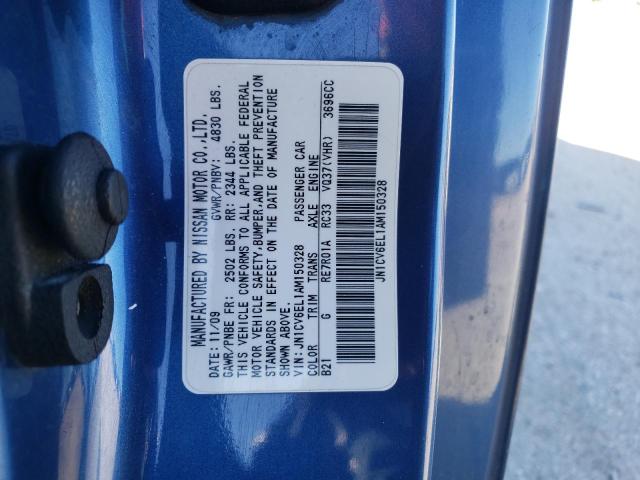 MANUFACTURED BY NISSAN MOTOR CO.,LTD.
DATE: 11/09 GVWR/PNBV: 4830 LBS.
GAWR/PNBE FR: 2502 LBS. RR: 2344 LBS.
THIS VEHICLE CONFORMS TO ALL APPLICABLE FEDERAL
MOTOR VEHICLE SAFETY,BUMPER,AND THEFT PREVENTION
STANDARDS IN EFFECT ON THE DATE OF MANUFACTURE
SHOWN ABOVE.
VIN: JN1CV6EL1AM150328 PASSENGER CAR
COLOR TRIM TRANS AXLE ENGINE
B21 G RE7R01A RC33 VQ37(VHR) 3696CC
JN1CV6EL1AM150328